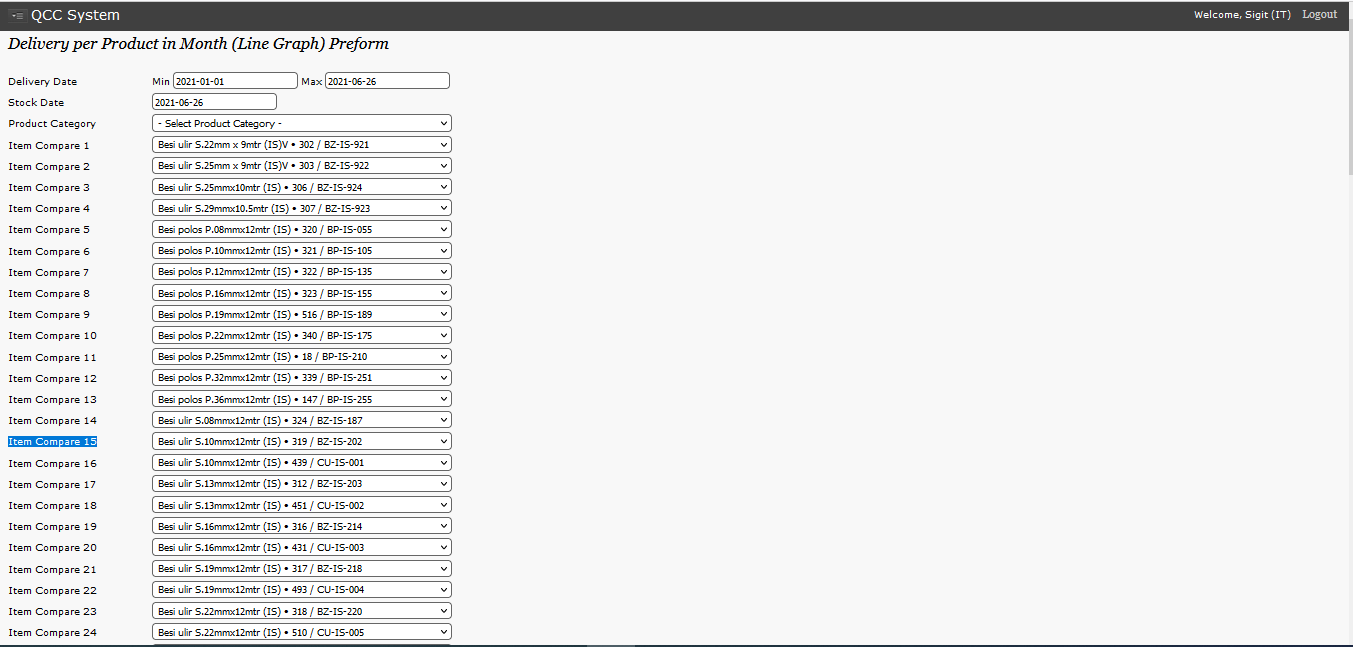 QCC System Welcome, Sigit (IT) Logout
Delivery per Product in Month (Line Graph) Preform
Delivery Date Min 2021-01-01 Max 2021-06-26
Stock Date 2021-06-26
Product Category - Select Product Category -
Item Compare 1 Besi ulir S.22mm x 9mtr (IS)V • 302 / BZ-IS-921
Item Compare 2 Besi ulir S.25mm x 9mtr (IS)V • 303 / BZ-IS-922
Item Compare 3 Besi ulir S.25mmx10mtr (IS) • 306 / BZ-IS-924
Item Compare 4 Besi ulir S.29mmx10.5mtr (IS) • 307 / BZ-IS-923
Item Compare 5 Besi polos P.08mmx12mtr (IS) • 320 / BP-IS-055
Item Compare 6 Besi polos P.10mmx12mtr (IS) • 321 / BP-IS-105
Item Compare 7 Besi polos P.12mmx12mtr (IS) • 322 / BP-IS-135
Item Compare 8 Besi polos P.16mmx12mtr (IS) • 323 / BP-IS-155
Item Compare 9 Besi polos P.19mmx12mtr (IS) • 516 / BP-IS-189
Item Compare 10 Besi polos P.22mmx12mtr (IS) • 340 / BP-IS-175
Item Compare 11 Besi polos P.25mmx12mtr (IS) • 18 / BP-IS-210
Item Compare 12 Besi polos P.32mmx12mtr (IS) • 339 / BP-IS-251
Item Compare 13 Besi polos P.36mmx12mtr (IS) • 147 / BP-IS-255
Item Compare 14 Besi ulir S.08mmx12mtr (IS) • 324 / BZ-IS-187
Item Compare 15 Besi ulir S.10mmx12mtr (IS) • 319 / BZ-IS-202
Item Compare 16 Besi ulir S.10mmx12mtr (IS) • 439 / CU-IS-001
Item Compare 17 Besi ulir S.13mmx12mtr (IS) • 312 / BZ-IS-203
Item Compare 18 Besi ulir S.13mmx12mtr (IS) • 451 / CU-IS-002
Item Compare 19 Besi ulir S.16mmx12mtr (IS) • 316 / BZ-IS-214
Item Compare 20 Besi ulir S.16mmx12mtr (IS) • 431 / CU-IS-003
Item Compare 21 Besi ulir S.19mmx12mtr (IS) • 317 / BZ-IS-218
Item Compare 22 Besi ulir S.19mmx12mtr (IS) • 493 / CU-IS-004
Item Compare 23 Besi ulir S.22mmx12mtr (IS) • 318 / BZ-IS-220
Item Compare 24 Besi ulir S.22mmx12mtr (IS) • 510 / CU-IS-005